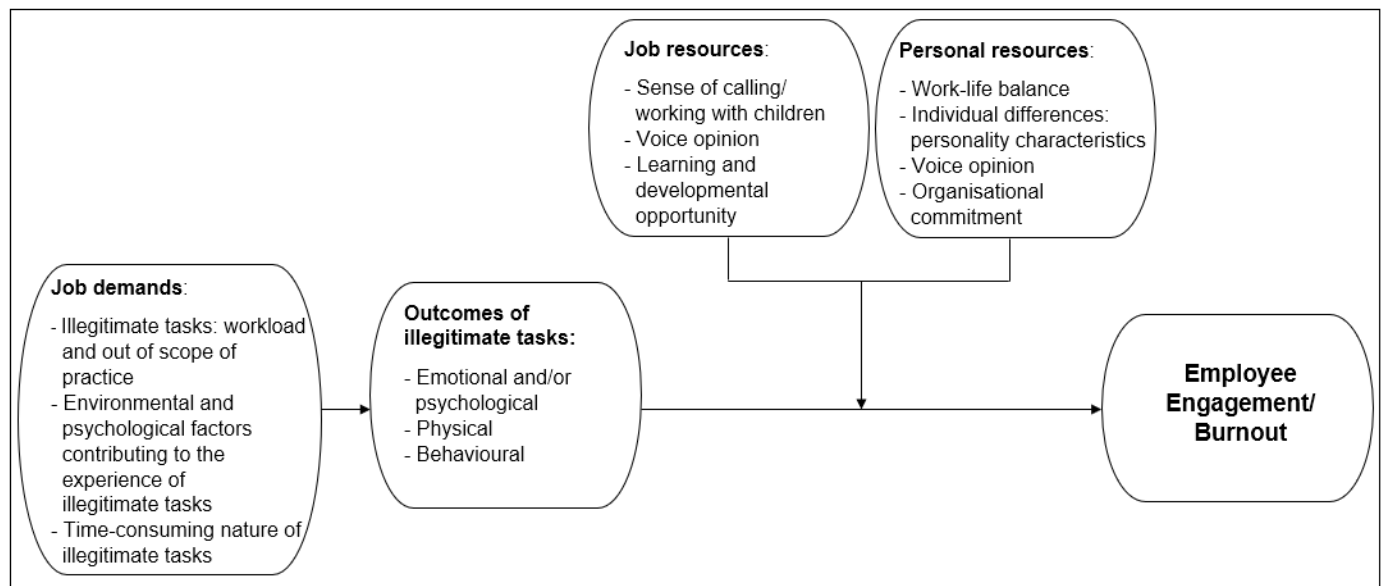 Job resources:
- Sense of calling/
working with children
- Voice opinion
- Learning and
developmental
opportunity
Personal resources:
- Work-life balance
- Individual differences:
personality characteristics
- Voice opinion
- Organisational
commitment
Job demands:
- Illegitimate tasks: workload
and out of scope of
practice
- Environmental and
psychological factors
contributing to the
experience of
illegitimate tasks
- Time-consuming nature of
illegitimate tasks
Outcomes of
illegitimate tasks:
- Emotional and/or
psychological
- Physical
- Behavioural
Employee
Engagement/
Burnout